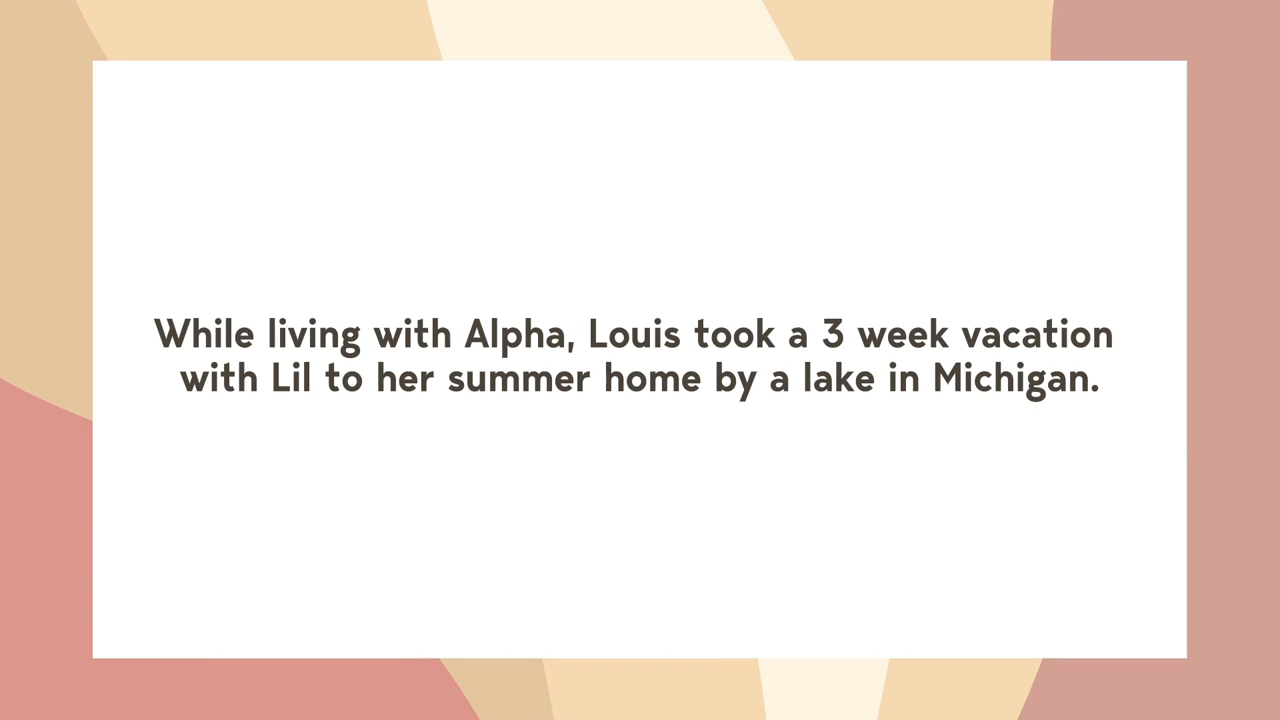 While living with Alpha, Louis took a 3 week vacation
with Lil to her summer home by a lake in Michigan.